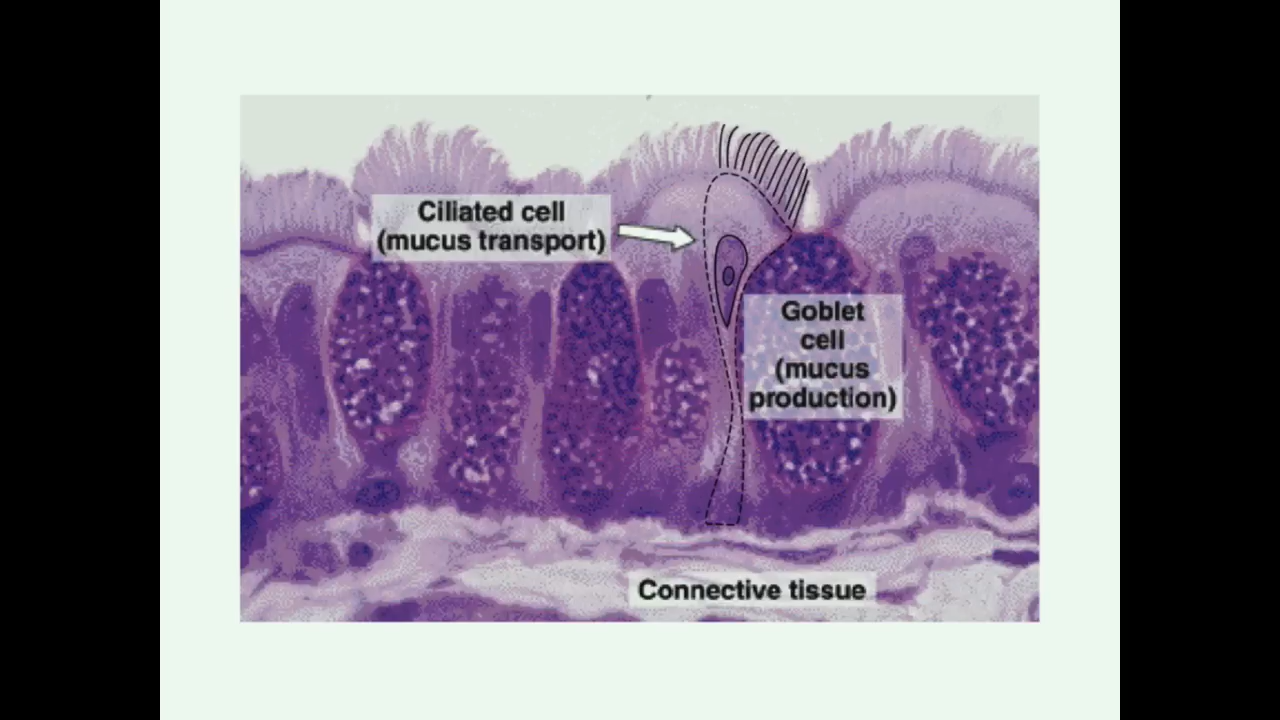 Ciliated cell
(mucus transport)
Goblet
cell
(mucus
production)
Connective tissue